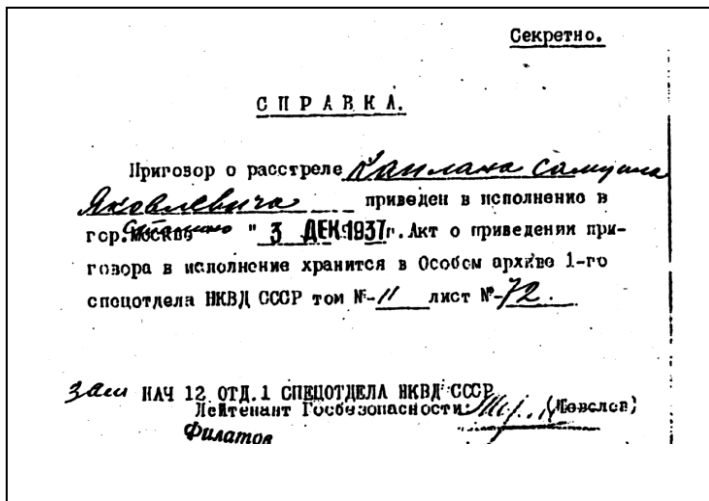 Секретно.
СПРАВКА.
Приговор о расстреле Каплана Самуила
Яковлевича приведен в исполнение в
гор. Москво " 3 ДЕК 1937 г. Акт о приведении при-
говора в исполнение хранится в Особом архиве 1-го
спецотдела НКВД СССР том №-11 лист №-72.
Зам НАЧ 12 ОТД.1 СПЕЦОТДЕЛА НКВД СССР
Лейтенант Госбезопасности
Филатов